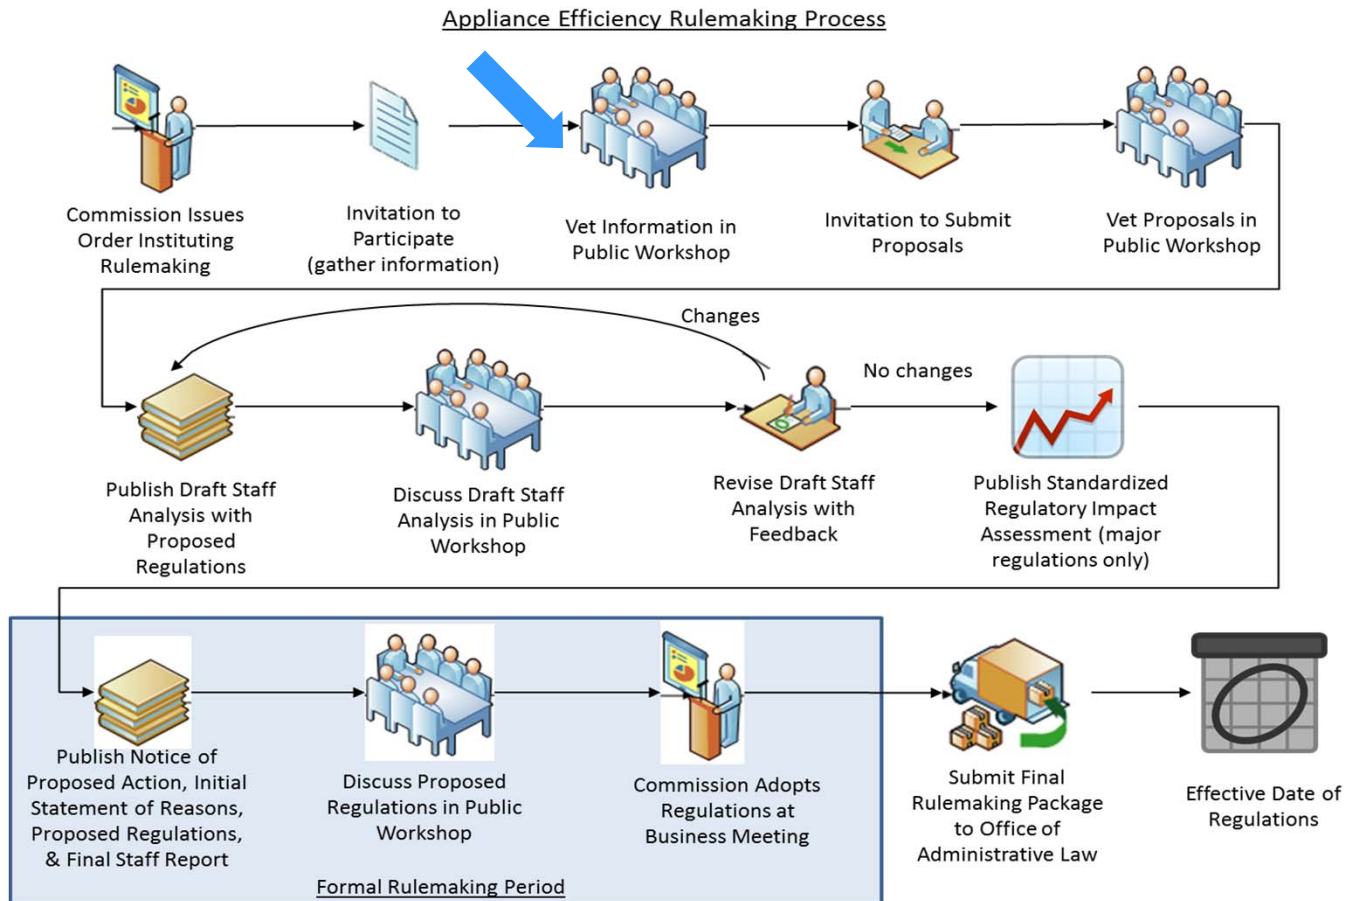 Appliance Efficiency Rulemaking Process
Commission Issues
Order Instituting
Rulemaking
Invitation to
Participate
(gather information)
Vet Information in
Public Workshop
Invitation to Submit
Proposals
Vet Proposals in
Public Workshop
Changes
No changes
Publish Draft Staff
Analysis with
Proposed
Regulations
Discuss Draft Staff
Analysis in Public
Workshop
Revise Draft Staff
Analysis with
Feedback
Publish Standardized
Regulatory Impact
Assessment (major
regulations only)
Publish Notice of
Proposed Action, Initial
Statement of Reasons,
Proposed Regulations,
& Final Staff Report
Discuss Proposed
Regulations in Public
Workshop
Commission Adopts
Regulations at
Business Meeting
Submit Final
Rulemaking Package
to Office of
Administrative Law
Effective Date of
Regulations
Formal Rulemaking Period